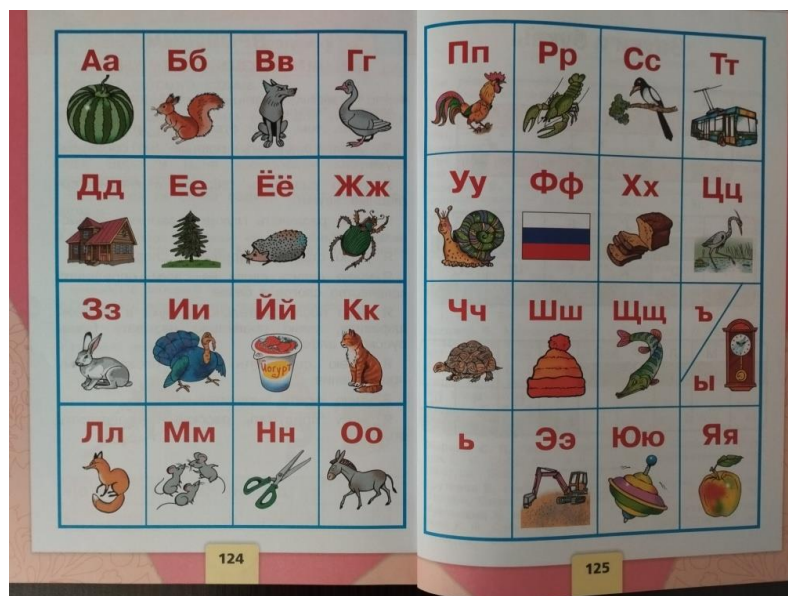 Аа Бб Вв Гг
Дд Ее Ёё Жж
Зз Ии Йй Кк
йогурт
Лл Мм Нн Оо
124
Пп Рр Сс Тт
Уу Фф Хх Цц
Чч Шш Щщ ъ
ы
ь Ээ Юю Яя
125